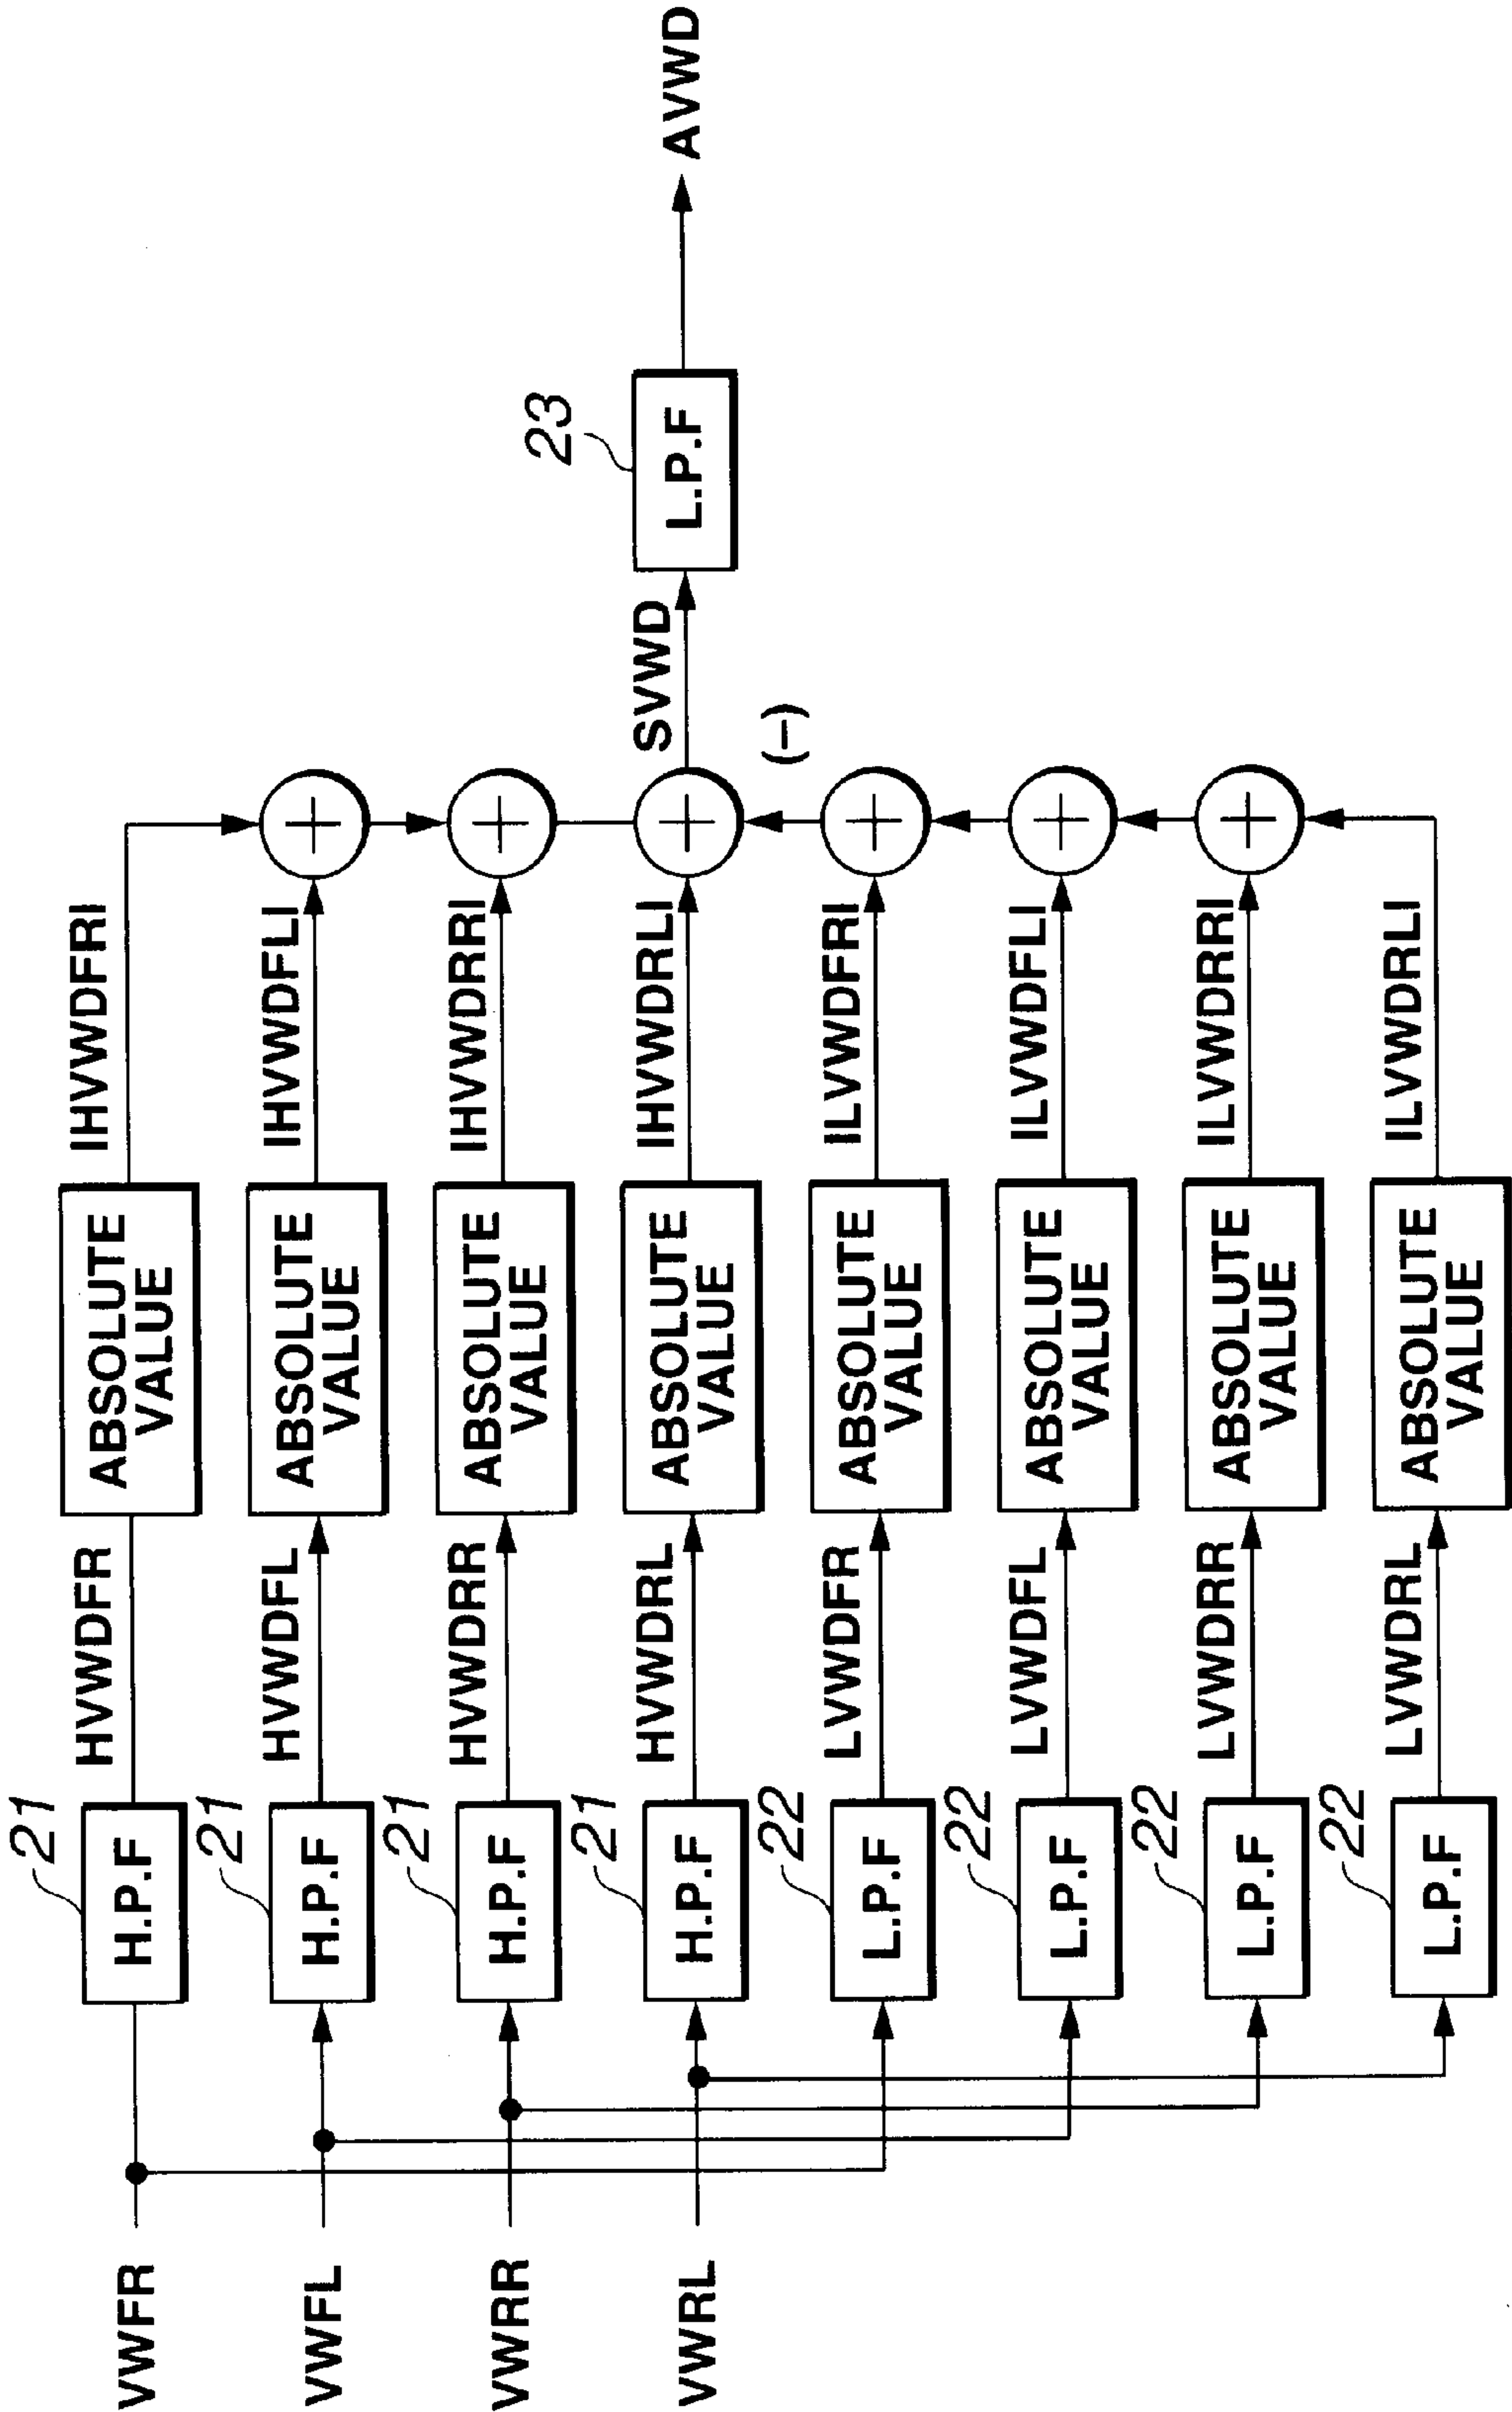 VWFR
21
H.P.F
HVWDFR
ABSOLUTE
VALUE
IHVWDFRI
VWFL
21
H.P.F
HVWDFL
ABSOLUTE
VALUE
IHVWDFLI
VWRR
21
H.P.F
HVWDRR
ABSOLUTE
VALUE
IHVWDRRI
VWRL
21
H.P.F
HVWDRL
ABSOLUTE
VALUE
IHVWDRLI
SVWD
23
L.P.F
AVWD
(−)
22
L.P.F
LVWDFR
ABSOLUTE
VALUE
ILVWDFRI
22
L.P.F
LVWDFL
ABSOLUTE
VALUE
ILVWDFLI
22
L.P.F
LVWDRR
ABSOLUTE
VALUE
ILVWDRRI
22
L.P.F
LVWDRL
ABSOLUTE
VALUE
ILVWDRLI
+
+
+
+
+
+